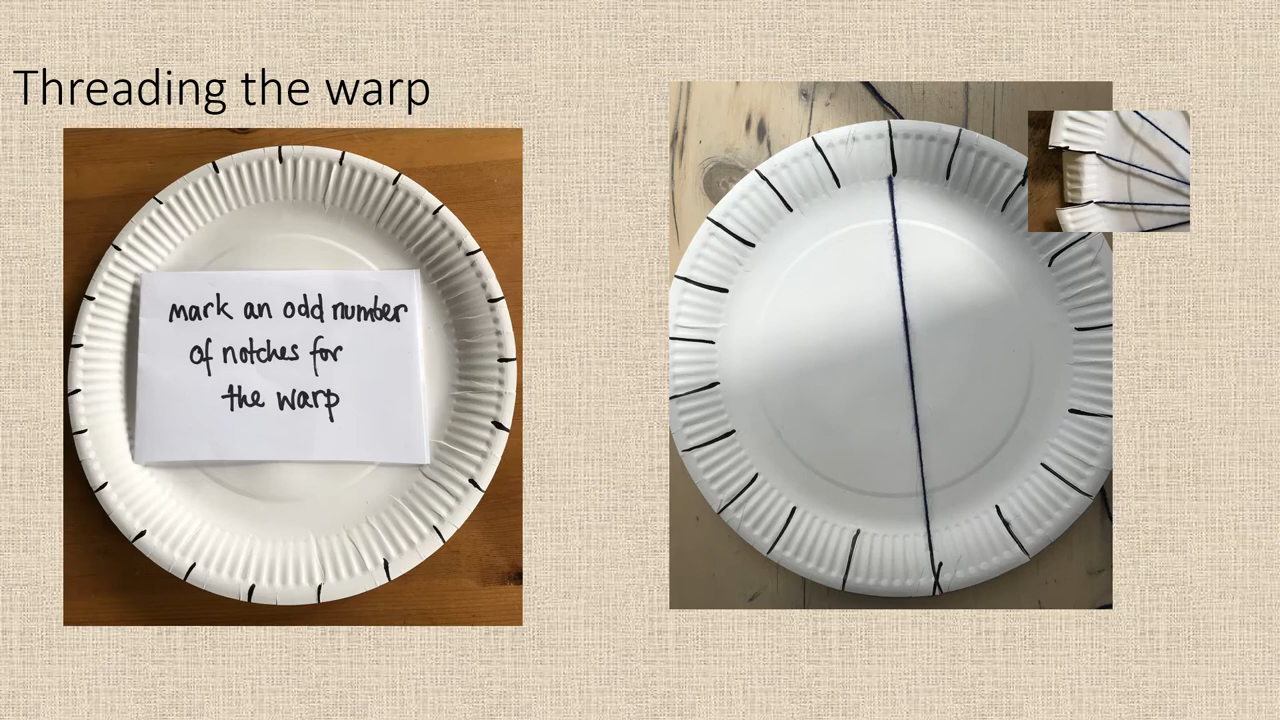 Threading the warp
mark an odd number
of notches for
the warp